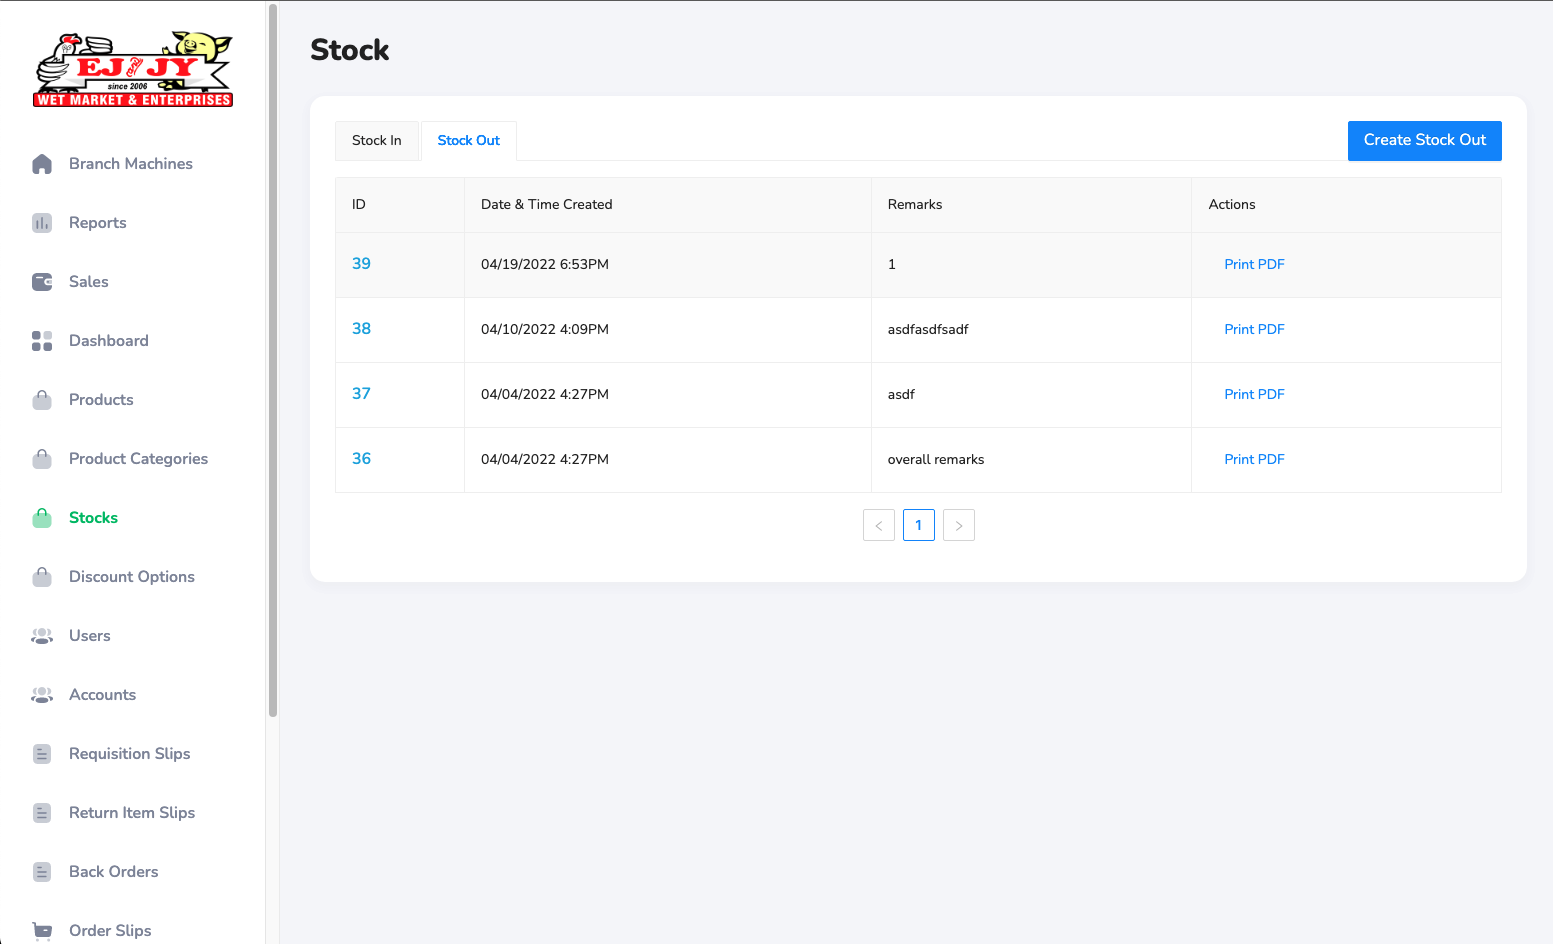 EJ and JY
since 2006
WET MARKET & ENTERPRISES
Branch Machines
Reports
Sales
Dashboard
Products
Product Categories
Stocks
Discount Options
Users
Accounts
Requisition Slips
Return Item Slips
Back Orders
Order Slips
Stock
Stock In Stock Out Create Stock Out
ID Date & Time Created Remarks Actions
39 04/19/2022 6:53PM 1 Print PDF
38 04/10/2022 4:09PM asdfasdfsadf Print PDF
37 04/04/2022 4:27PM asdf Print PDF
36 04/04/2022 4:27PM overall remarks Print PDF
< 1 >